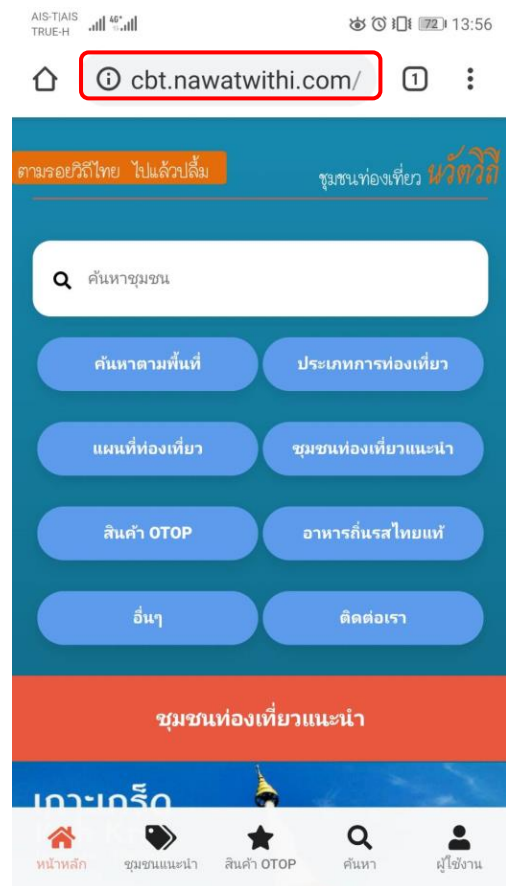 AIS-T|AIS
TRUE-H
46+
72
13:56
cbt.nawatwithi.com/
1
ตามรอยวิถีไทย ไปแล้วปลื้ม
ชุมชนท่องเที่ยว นวัตวิถี
ค้นหาชุมชน
ค้นหาตามพื้นที่
ประเภทการท่องเที่ยว
แผนที่ท่องเที่ยว
ชุมชนท่องเที่ยวแนะนำ
สินค้า OTOP
อาหารถิ่นรสไทยแท้
อื่นๆ
ติดต่อเรา
ชุมชนท่องเที่ยวแนะนำ
เกาะเกร็ด
หน้าหลัก
ชุมชนแนะนำ
สินค้า OTOP
ค้นหา
ผู้ใช้งาน